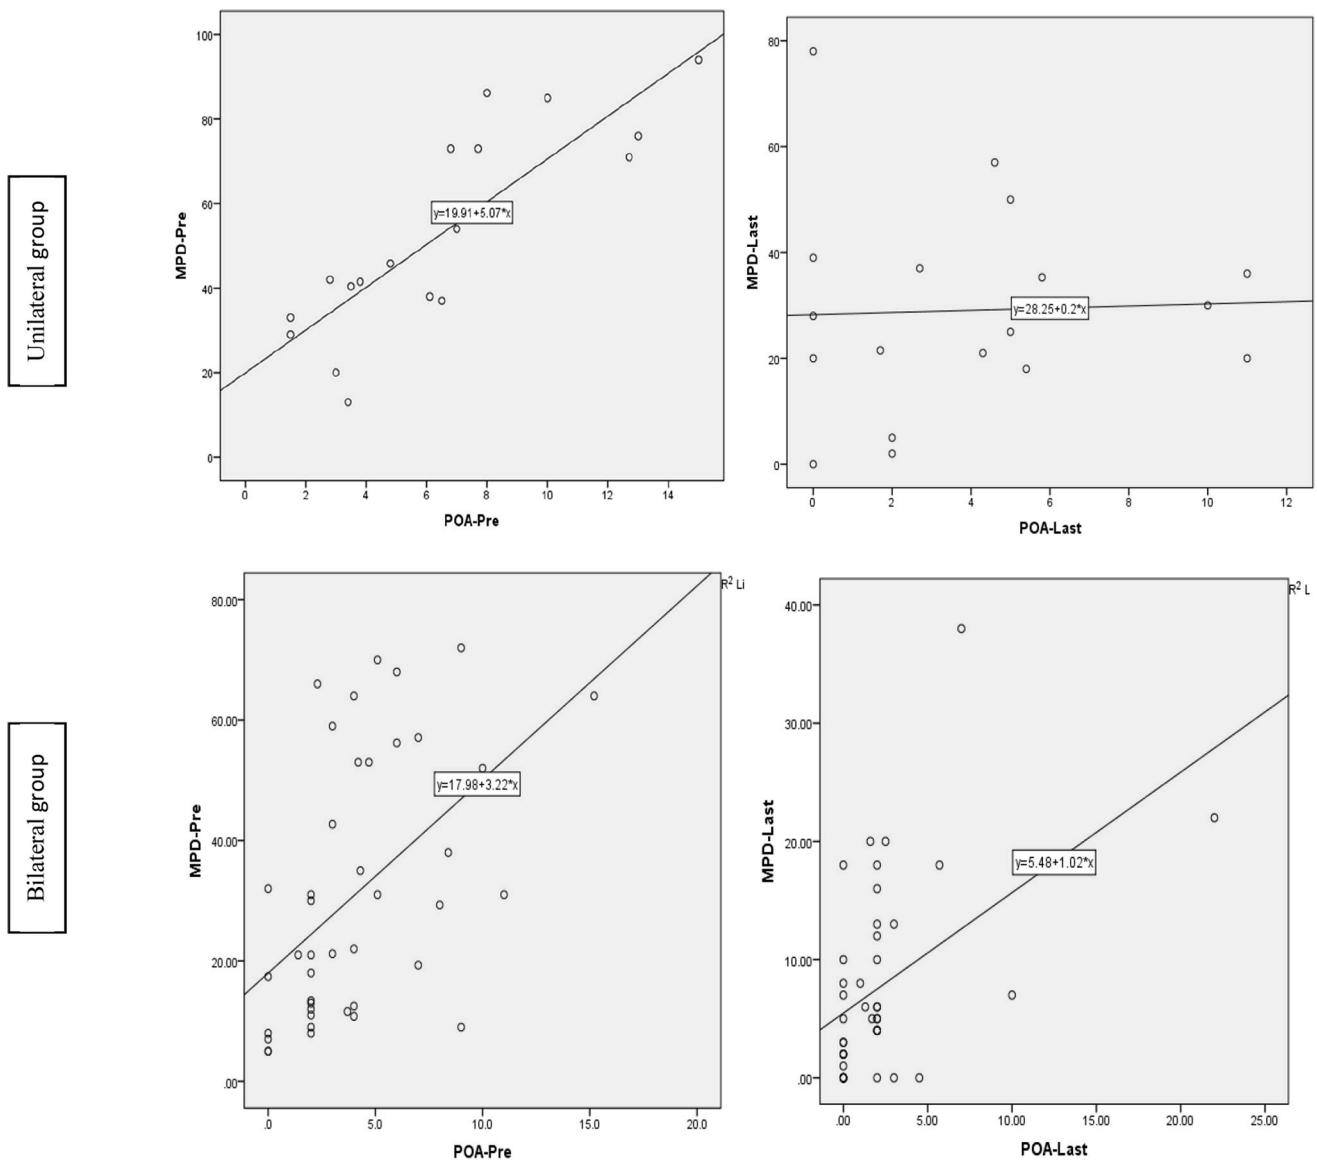 Unilateral group
MPD-Pre
100
80
60
40
20
0
y=19.91+5.07*x
0 2 4 6 8 10 12 14
POA-Pre
MPD-Last
80
60
40
20
0
y=28.25+0.2*x
0 2 4 6 8 10 12
POA-Last
Bilateral group
MPD-Pre
80.00
60.00
40.00
20.00
.00
R² Li
y=17.98+3.22*x
.0 5.0 10.0 15.0 20.0
POA-Pre
MPD-Last
40.00
30.00
20.00
10.00
.00
R² L
y=5.48+1.02*x
.00 5.00 10.00 15.00 20.00 25.00
POA-Last